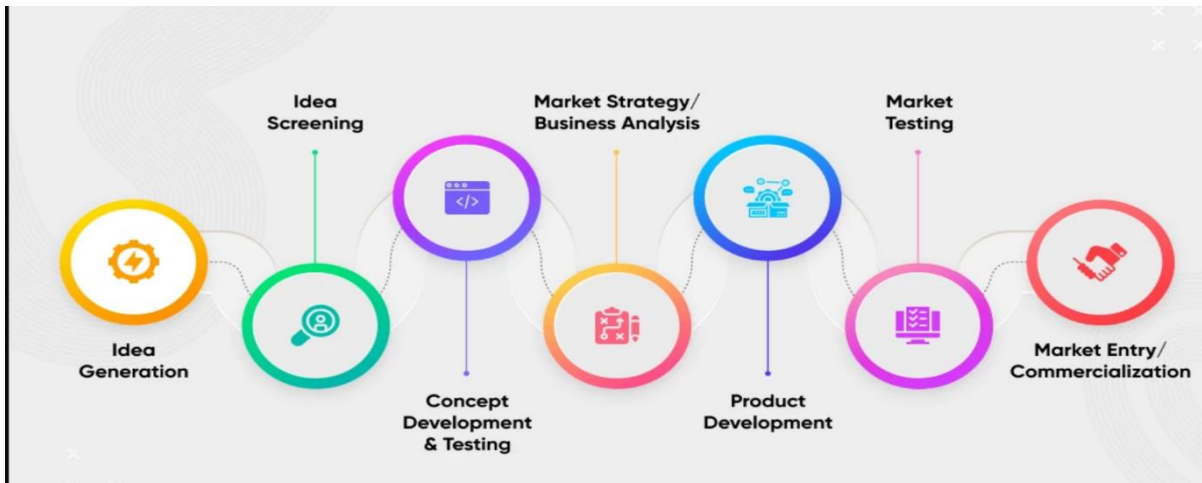 Idea
Generation
Idea
Screening
Concept
Development
& Testing
Market Strategy/
Business Analysis
Product
Development
Market
Testing
Market Entry/
Commercialization